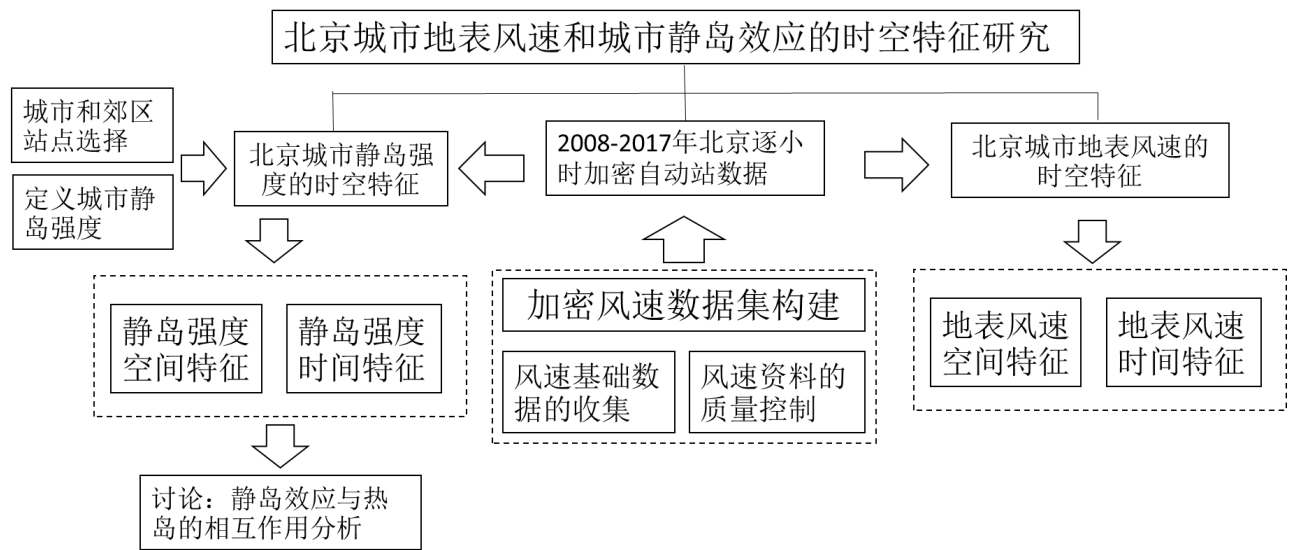 北京城市地表风速和城市静岛效应的时空特征研究
城市和郊区
站点选择
定义城市静
岛强度
北京城市静岛强
度的时空特征
2008-2017年北京逐小
时加密自动站数据
北京城市地表风速的
时空特征
静岛强度
空间特征
静岛强度
时间特征
加密风速数据集构建
风速基础数
据的收集
风速资料的
质量控制
地表风速
空间特征
地表风速
时间特征
讨论：静岛效应与热
岛的相互作用分析